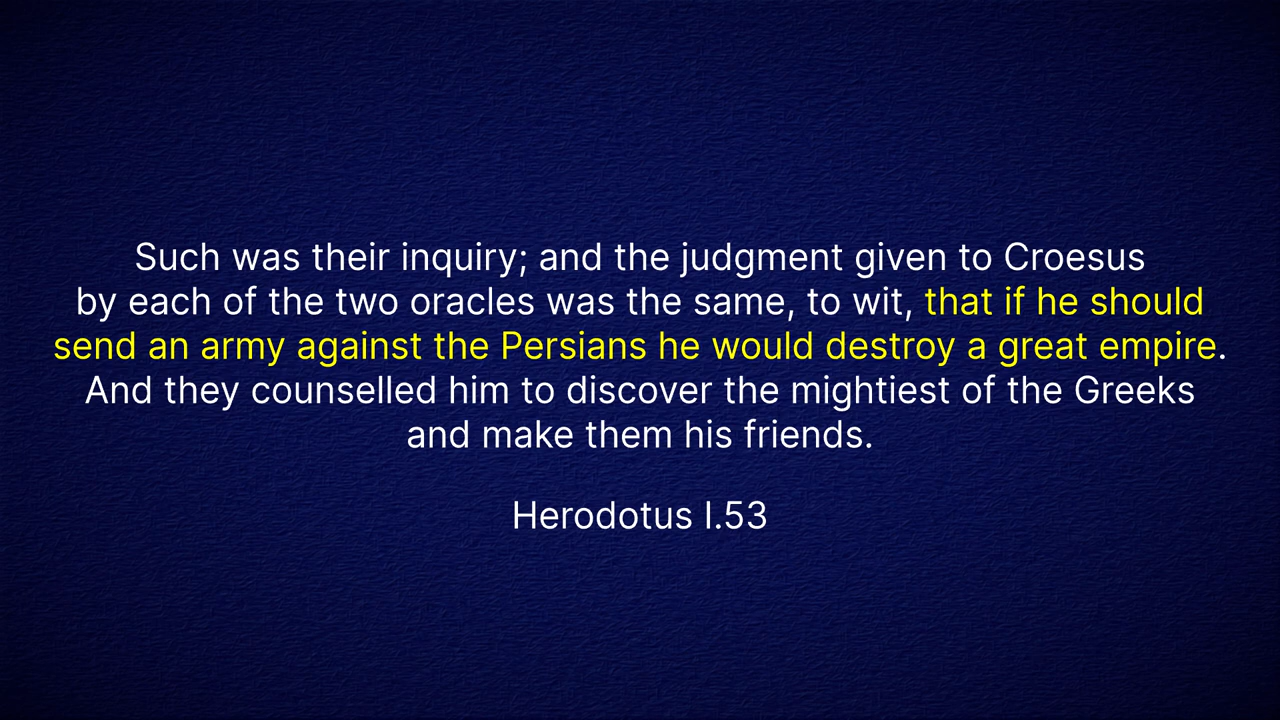 Such was their inquiry; and the judgment given to Croesus
by each of the two oracles was the same, to wit, that if he should
send an army against the Persians he would destroy a great empire.
And they counselled him to discover the mightiest of the Greeks
and make them his friends.
Herodotus I.53